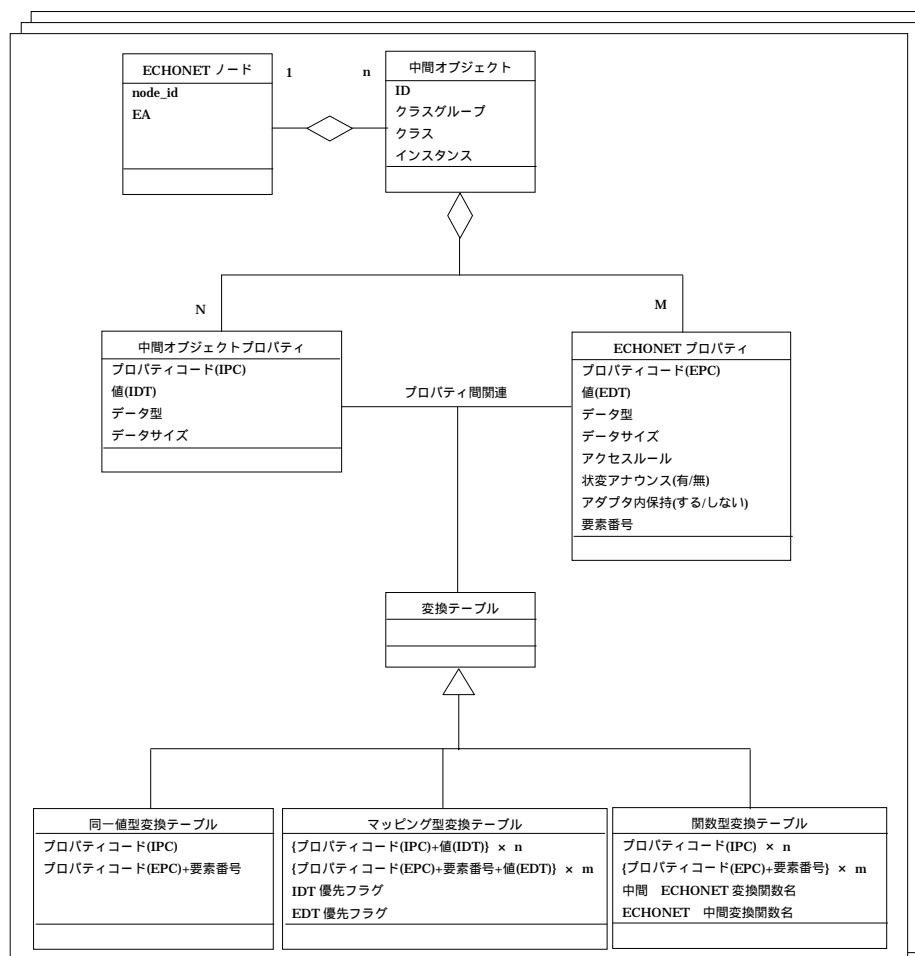 ECHONET ノード
node_id
EA
1
n
中間オブジェクト
ID
クラスグループ
クラス
インスタンス
N
M
中間オブジェクトプロパティ
プロパティコード(IPC)
値(IDT)
データ型
データサイズ
プロパティ間関連
ECHONET プロパティ
プロパティコード(EPC)
値(EDT)
データ型
データサイズ
アクセスルール
状変アナウンス(有/無)
アダプタ内保持(する/しない)
要素番号
変換テーブル
同一値型変換テーブル
プロパティコード(IPC)
プロパティコード(EPC)+要素番号
マッピング型変換テーブル
{プロパティコード(IPC)+値(IDT)} × n
{プロパティコード(EPC)+要素番号+値(EDT)} × m
IDT 優先フラグ
EDT 優先フラグ
関数型変換テーブル
プロパティコード(IPC) × n
{プロパティコード(EPC)+要素番号} × m
中間　ECHONET 変換関数名
ECHONET　中間変換関数名